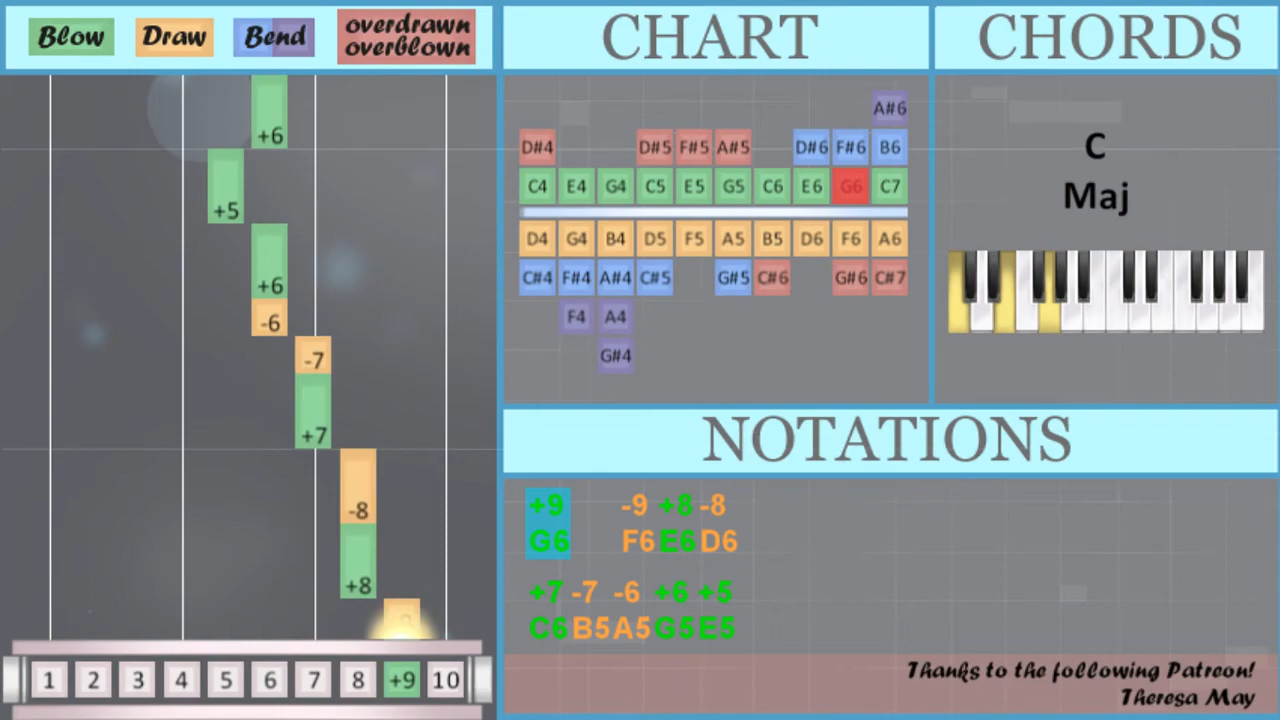 Blow Draw Bend overdrawn
overblown
CHART
CHORDS
+6
+5
+6
-6
-7
+7
-8
+8
1 2 3 4 5 6 7 8 +9 10
A#6
D#4 D#5 F#5 A#5 D#6 F#6 B6
C4 E4 G4 C5 E5 G5 C6 E6 G6 C7
D4 G4 B4 D5 F5 A5 B5 D6 F6 A6
C#4 F#4 A#4 C#5 G#5 C#6 G#6 C#7
F4 A4
G#4
C
Maj
NOTATIONS
+9 -9 +8 -8
G6 F6 E6 D6
+7 -7 -6 +6 +5
C6 B5 A5 G5 E5
Thanks to the following Patreon!
Theresa May